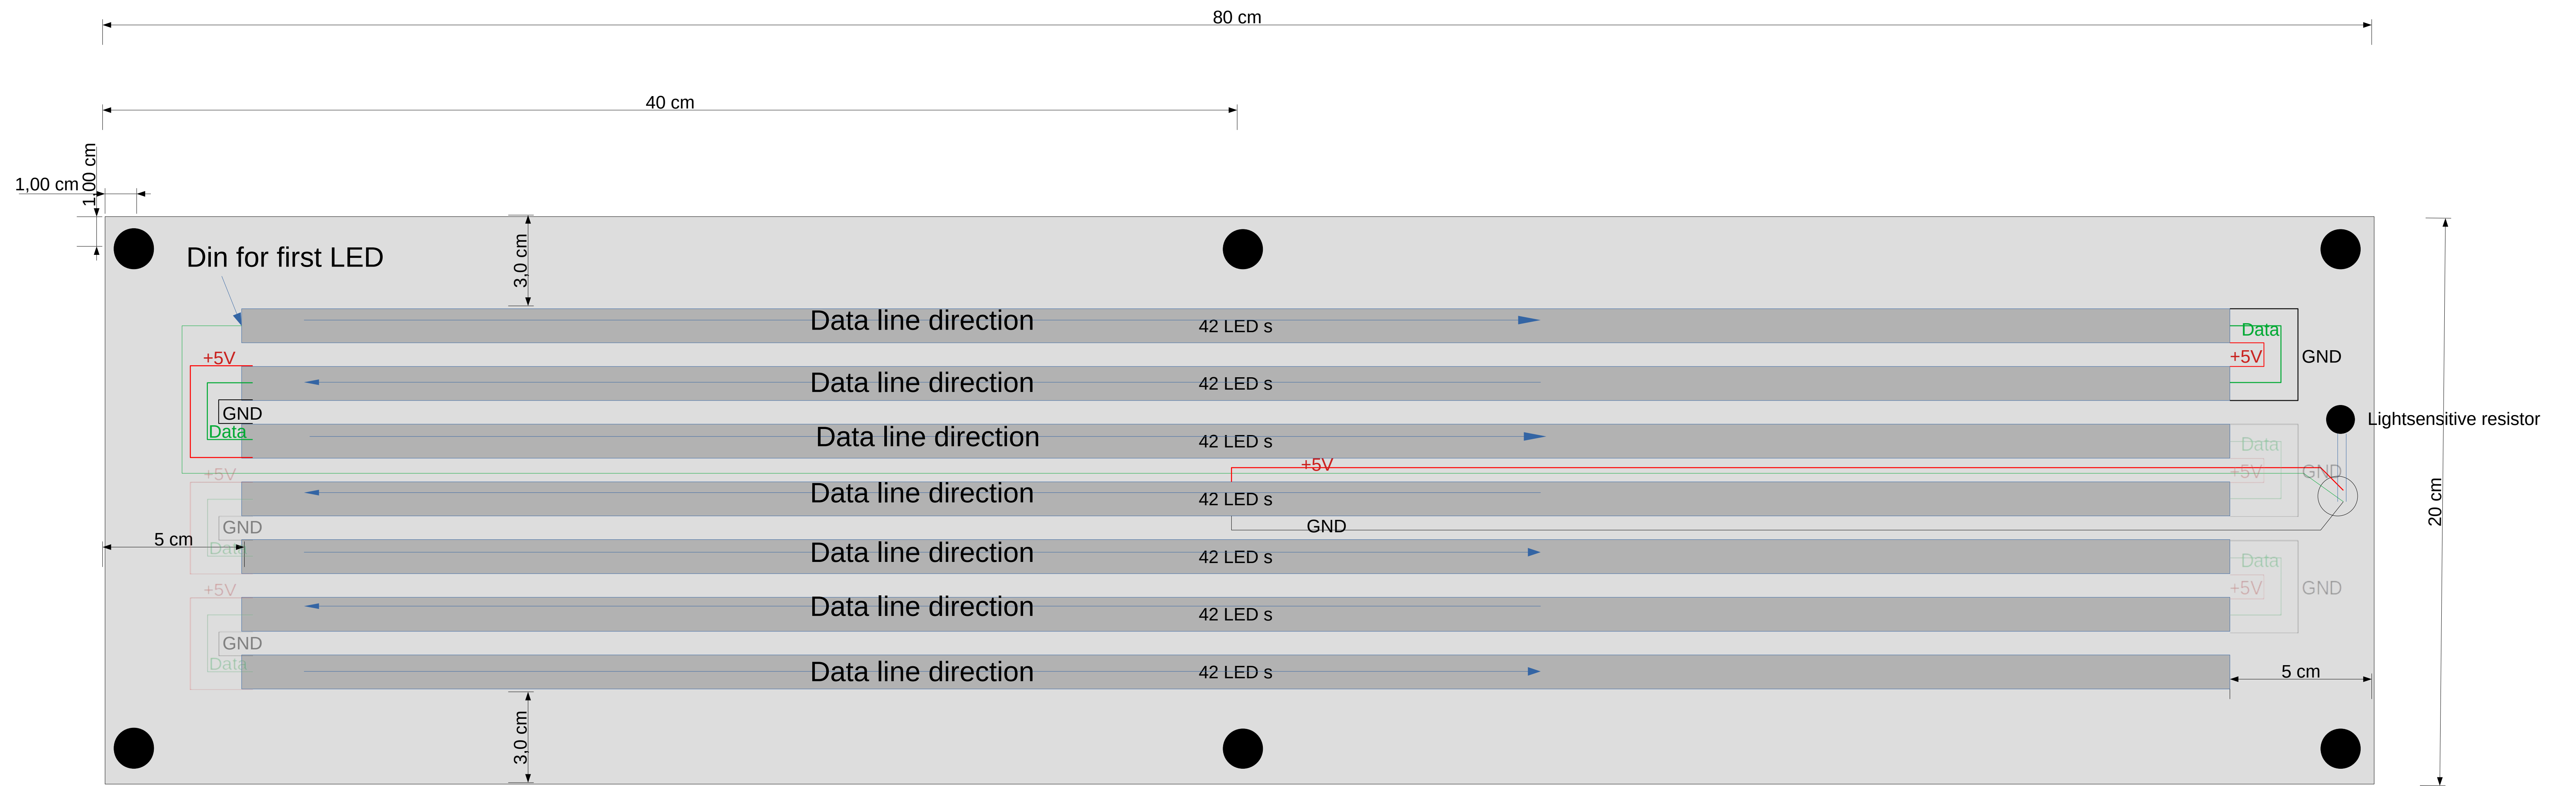 80 cm
40 cm
1,00 cm
1,00 cm
Din for first LED
3,0 cm
Data line direction
42 LED s
Data
+5V
+5V
GND
Data line direction
42 LED s
GND
Data
Data line direction
42 LED s
Lightsensitive resistor
Data
+5V
+5V
+5V
GND
Data line direction
42 LED s
20 cm
GND
GND
5 cm
Data
Data line direction
42 LED s
Data
+5V
+5V
GND
Data line direction
42 LED s
GND
Data
Data line direction
42 LED s
5 cm
3,0 cm